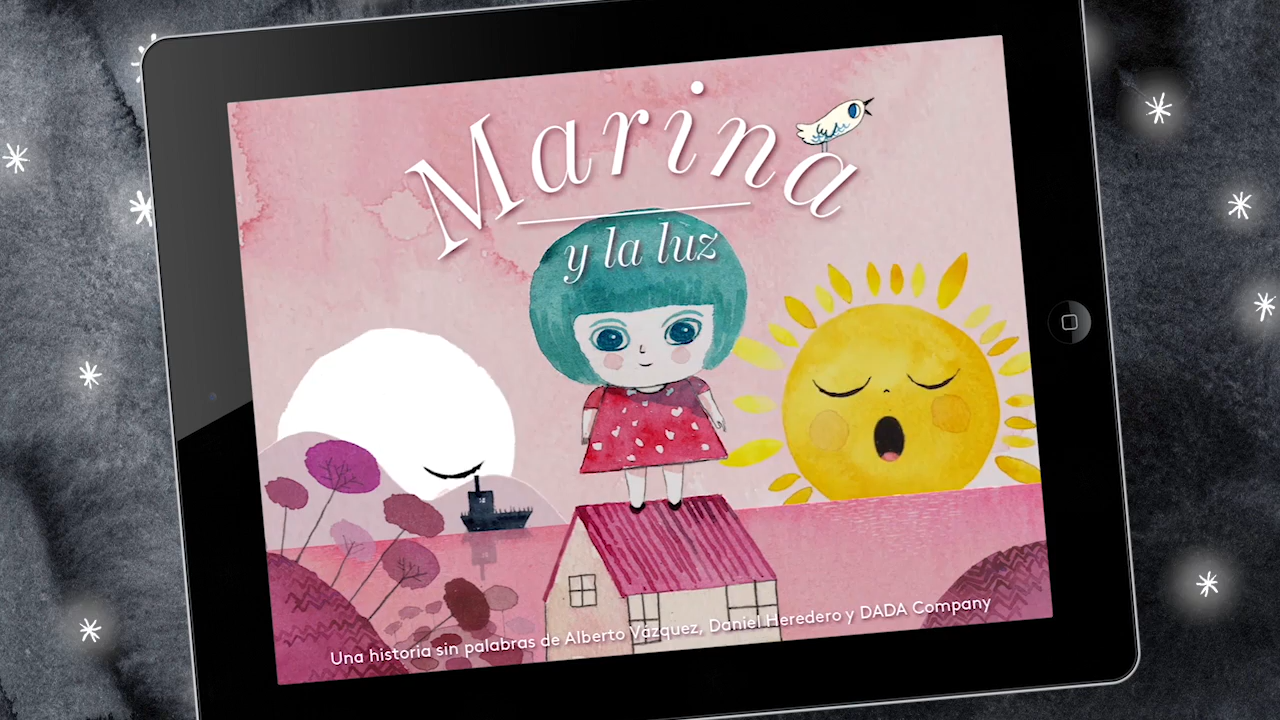 Marina
y la luz
Una historia sin palabras de Alberto Vázquez, Daniel Heredero y DADA Company